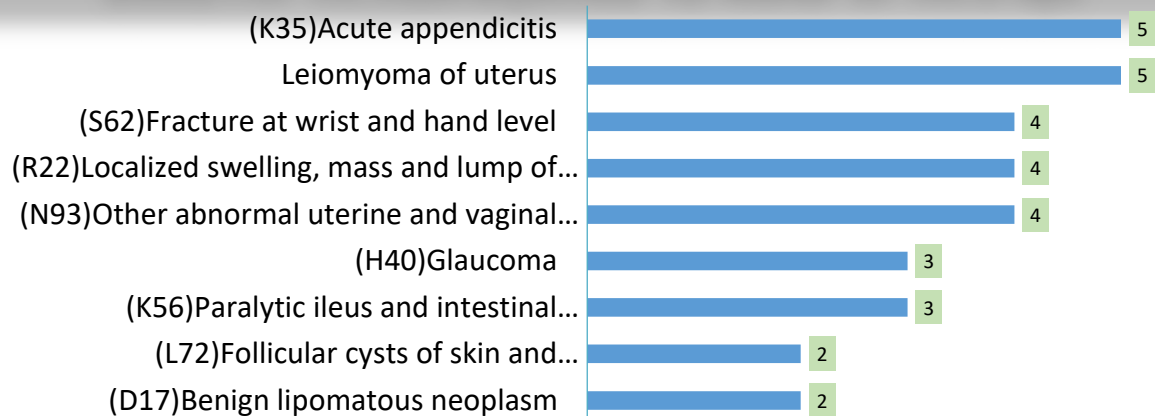 (K35)Acute appendicitis 5
Leiomyoma of uterus 5
(S62)Fracture at wrist and hand level 4
(R22)Localized swelling, mass and lump of... 4
(N93)Other abnormal uterine and vaginal... 4
(H40)Glaucoma 3
(K56)Paralytic ileus and intestinal... 3
(L72)Follicular cysts of skin and... 2
(D17)Benign lipomatous neoplasm 2